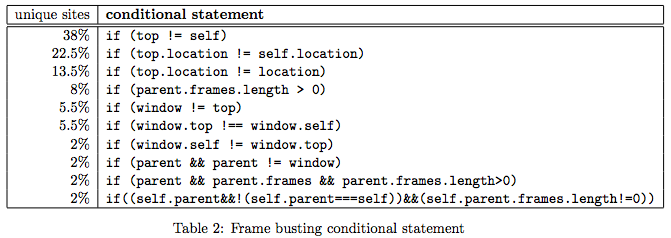 unique sites conditional statement
38% if (top != self)
22.5% if (top.location != self.location)
13.5% if (top.location != location)
8% if (parent.frames.length > 0)
5.5% if (window != top)
5.5% if (window.top !== window.self)
2% if (window.self != window.top)
2% if (parent && parent != window)
2% if (parent && parent.frames && parent.frames.length>0)
2% if((self.parent&&!(self.parent===self))&&(self.parent.frames.length!=0))
Table 2: Frame busting conditional statement